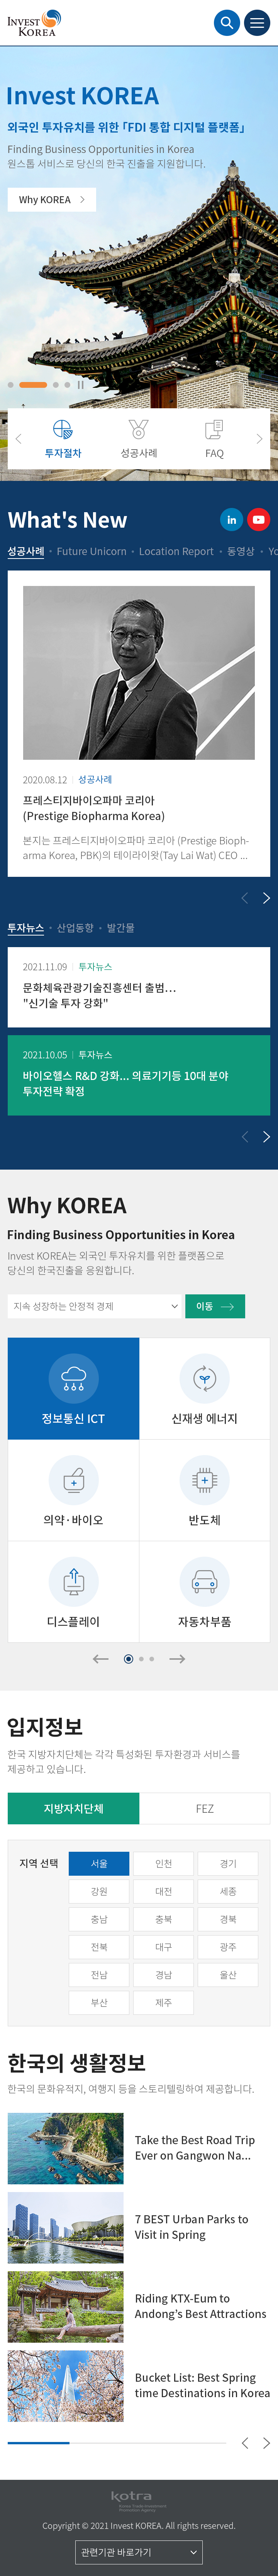 INVEST
KOREA
Invest KOREA
외국인 투자유치를 위한 「FDI 통합 디지털 플랫폼」
Finding Business Opportunities in Korea
원스톱 서비스로 당신의 한국 진출을 지원합니다.
Why KOREA
투자절차
성공사례
FAQ
What's New
in
성공사례 • Future Unicorn • Location Report • 동영상 • Yo
2020.08.12 성공사례
프레스티지바이오파마 코리아
(Prestige Biopharma Korea)
본지는 프레스티지바이오파마 코리아 (Prestige Bioph-
arma Korea, PBK)의 테이라이왓(Tay Lai Wat) CEO ...
투자뉴스 • 산업동향 • 발간물
2021.11.09 투자뉴스
문화체육관광기술진흥센터 출범…
"신기술 투자 강화"
2021.10.05 투자뉴스
바이오헬스 R&D 강화... 의료기기등 10대 분야
투자전략 확정
Why KOREA
Finding Business Opportunities in Korea
Invest KOREA는 외국인 투자유치를 위한 플랫폼으로
당신의 한국진출을 응원합니다.
지속 성장하는 안정적 경제
이동
정보통신 ICT
신재생 에너지
의약·바이오
반도체
디스플레이
자동차부품
입지정보
한국 지방자치단체는 각각 특성화된 투자환경과 서비스를
제공하고 있습니다.
지방자치단체
FEZ
지역 선택
서울 인천 경기
강원 대전 세종
충남 충북 경북
전북 대구 광주
전남 경남 울산
부산 제주
한국의 생활정보
한국의 문화유적지, 여행지 등을 스토리텔링하여 제공합니다.
Take the Best Road Trip
Ever on Gangwon Na...
7 BEST Urban Parks to
Visit in Spring
Riding KTX-Eum to
Andong's Best Attractions
Bucket List: Best Spring
time Destinations in Korea
kotra
Korea Trade-Investment
Promotion Agency
Copyright © 2021 Invest KOREA. All rights reserved.
관련기관 바로가기